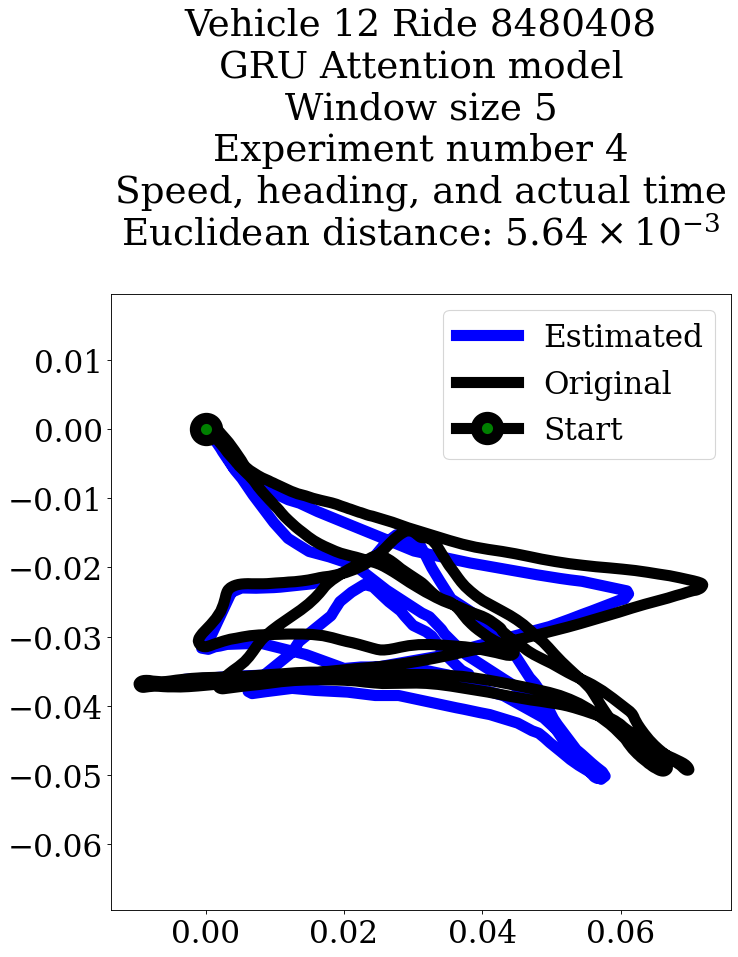 Vehicle 12 Ride 8480408
GRU Attention model
Window size 5
Experiment number 4
Speed, heading, and actual time
Euclidean distance: 5.64 × 10⁻³
Estimated
Original
Start
0.01
0.00
−0.01
−0.02
−0.03
−0.04
−0.05
−0.06
0.00 0.02 0.04 0.06